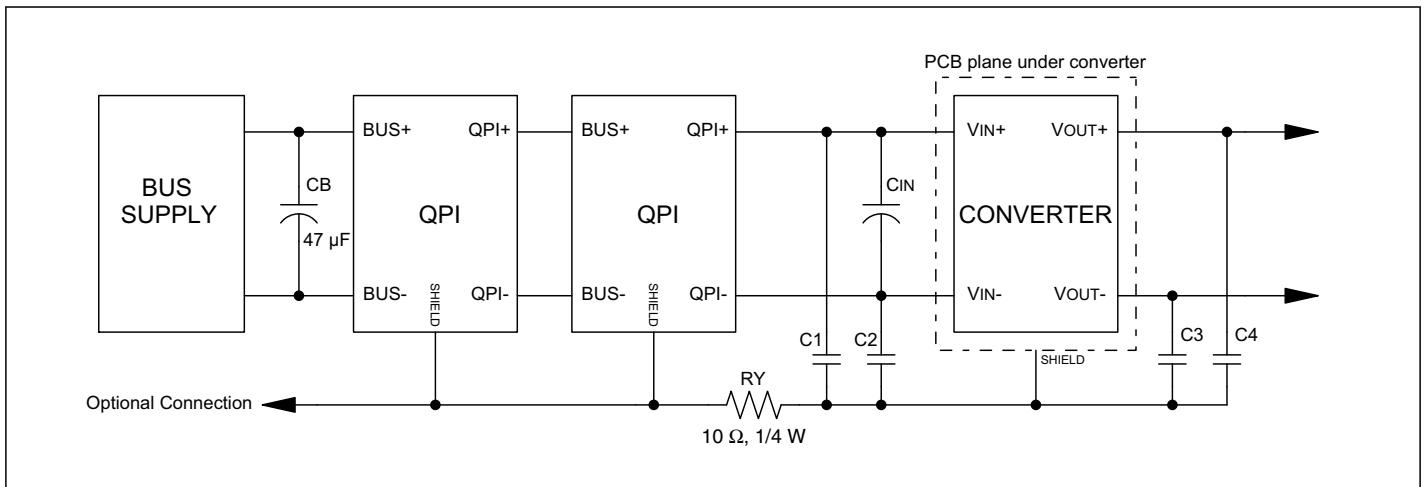 PCB plane under converter
BUS
SUPPLY
CB
47 µF
BUS+
QPI+
QPI
BUS-
SHIELD
QPI-
BUS+
QPI+
QPI
BUS-
SHIELD
QPI-
CIN
VIN+
VOUT+
CONVERTER
VIN-
VOUT-
C1
C2
SHIELD
C3
C4
Optional Connection
RY
10 Ω, 1/4 W